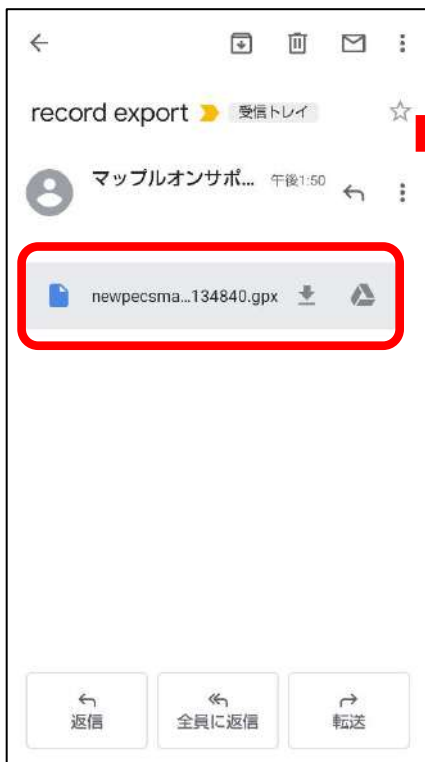 record export 受信トレイ
マップルオンサポ... 午後1:50
newpecsma...134840.gpx
返信 全員に返信 転送